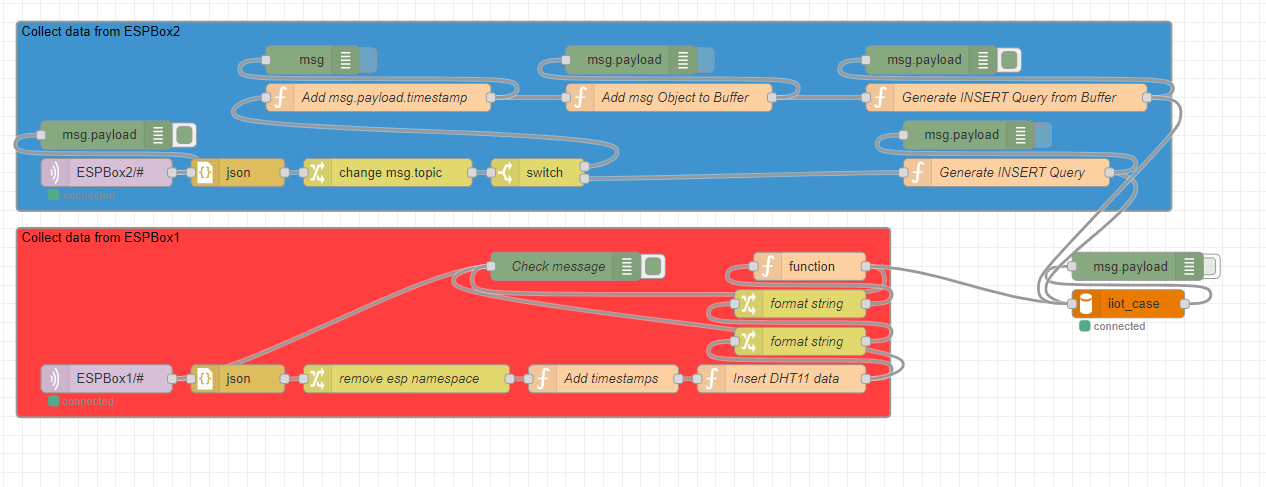 Collect data from ESPBox2
msg
msg.payload
msg.payload
Add msg.payload.timestamp
Add msg Object to Buffer
Generate INSERT Query from Buffer
msg.payload
msg.payload
ESPBox2/#
json
change msg.topic
switch
Generate INSERT Query
connected
Collect data from ESPBox1
Check message
function
msg.payload
format string
iiot_case
connected
format string
ESPBox1/#
json
remove esp namespace
Add timestamps
Insert DHT11 data
connected